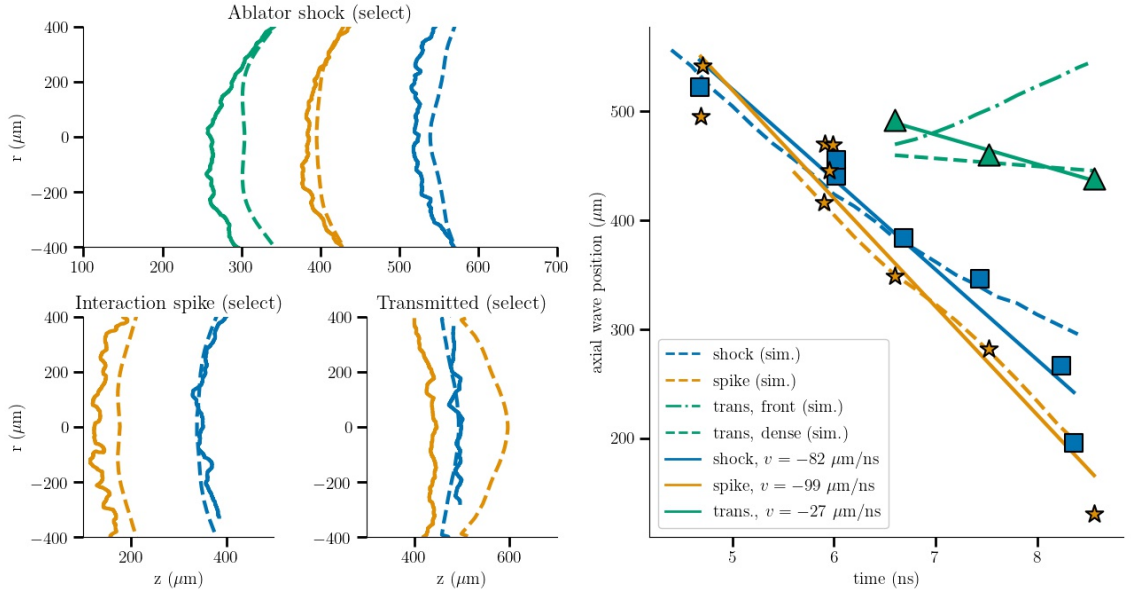 Ablator shock (select)
400
200
0
−200
−400
r (μm)
100 200 300 400 500 600 700
Interaction spike (select)
400
200
0
−200
−400
r (μm)
200 400
z (μm)
Transmitted (select)
400
200
0
−200
−400
400 600
z (μm)
500
400
300
200
axial wave position (μm)
shock (sim.)
spike (sim.)
trans, front (sim.)
trans, dense (sim.)
shock, v = −82 μm/ns
spike, v = −99 μm/ns
trans., v = −27 μm/ns
5 6 7 8
time (ns)